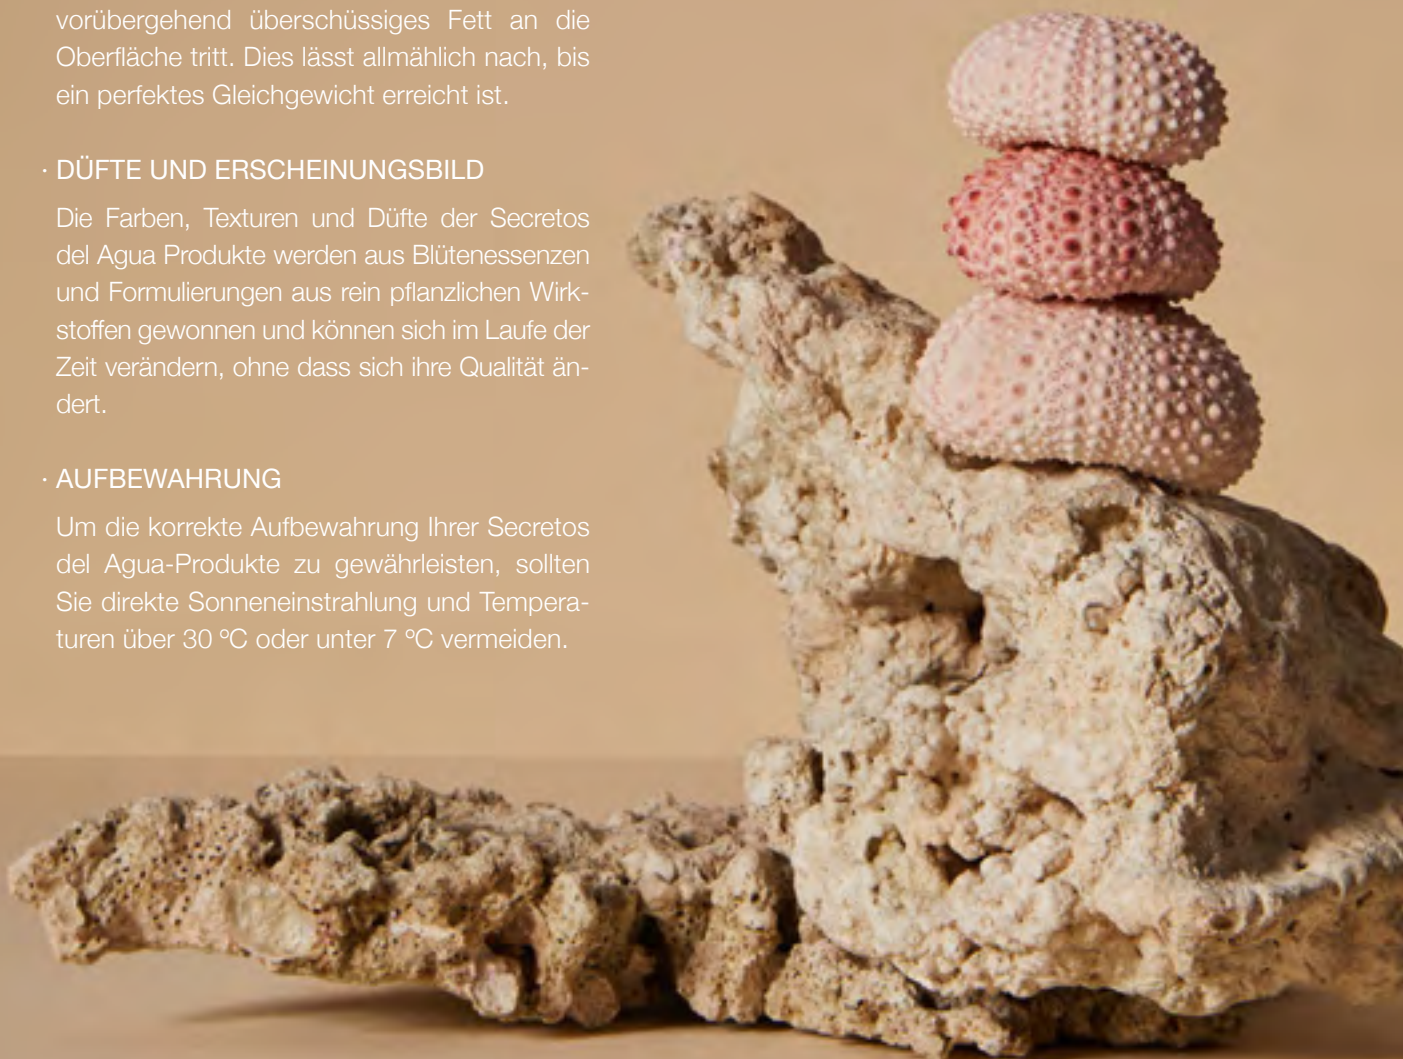 vorübergehend überschüssiges Fett an die
Oberfläche tritt. Dies lässt allmählich nach, bis
ein perfektes Gleichgewicht erreicht ist.
· DÜFTE UND ERSCHEINUNGSBILD
Die Farben, Texturen und Düfte der Secretos
del Agua Produkte werden aus Blütenessenzen
und Formulierungen aus rein pflanzlichen Wirk-
stoffen gewonnen und können sich im Laufe der
Zeit verändern, ohne dass sich ihre Qualität än-
dert.
· AUFBEWAHRUNG
Um die korrekte Aufbewahrung Ihrer Secretos
del Agua-Produkte zu gewährleisten, sollten
Sie direkte Sonneneinstrahlung und Tempera-
turen über 30 ºC oder unter 7 ºC vermeiden.